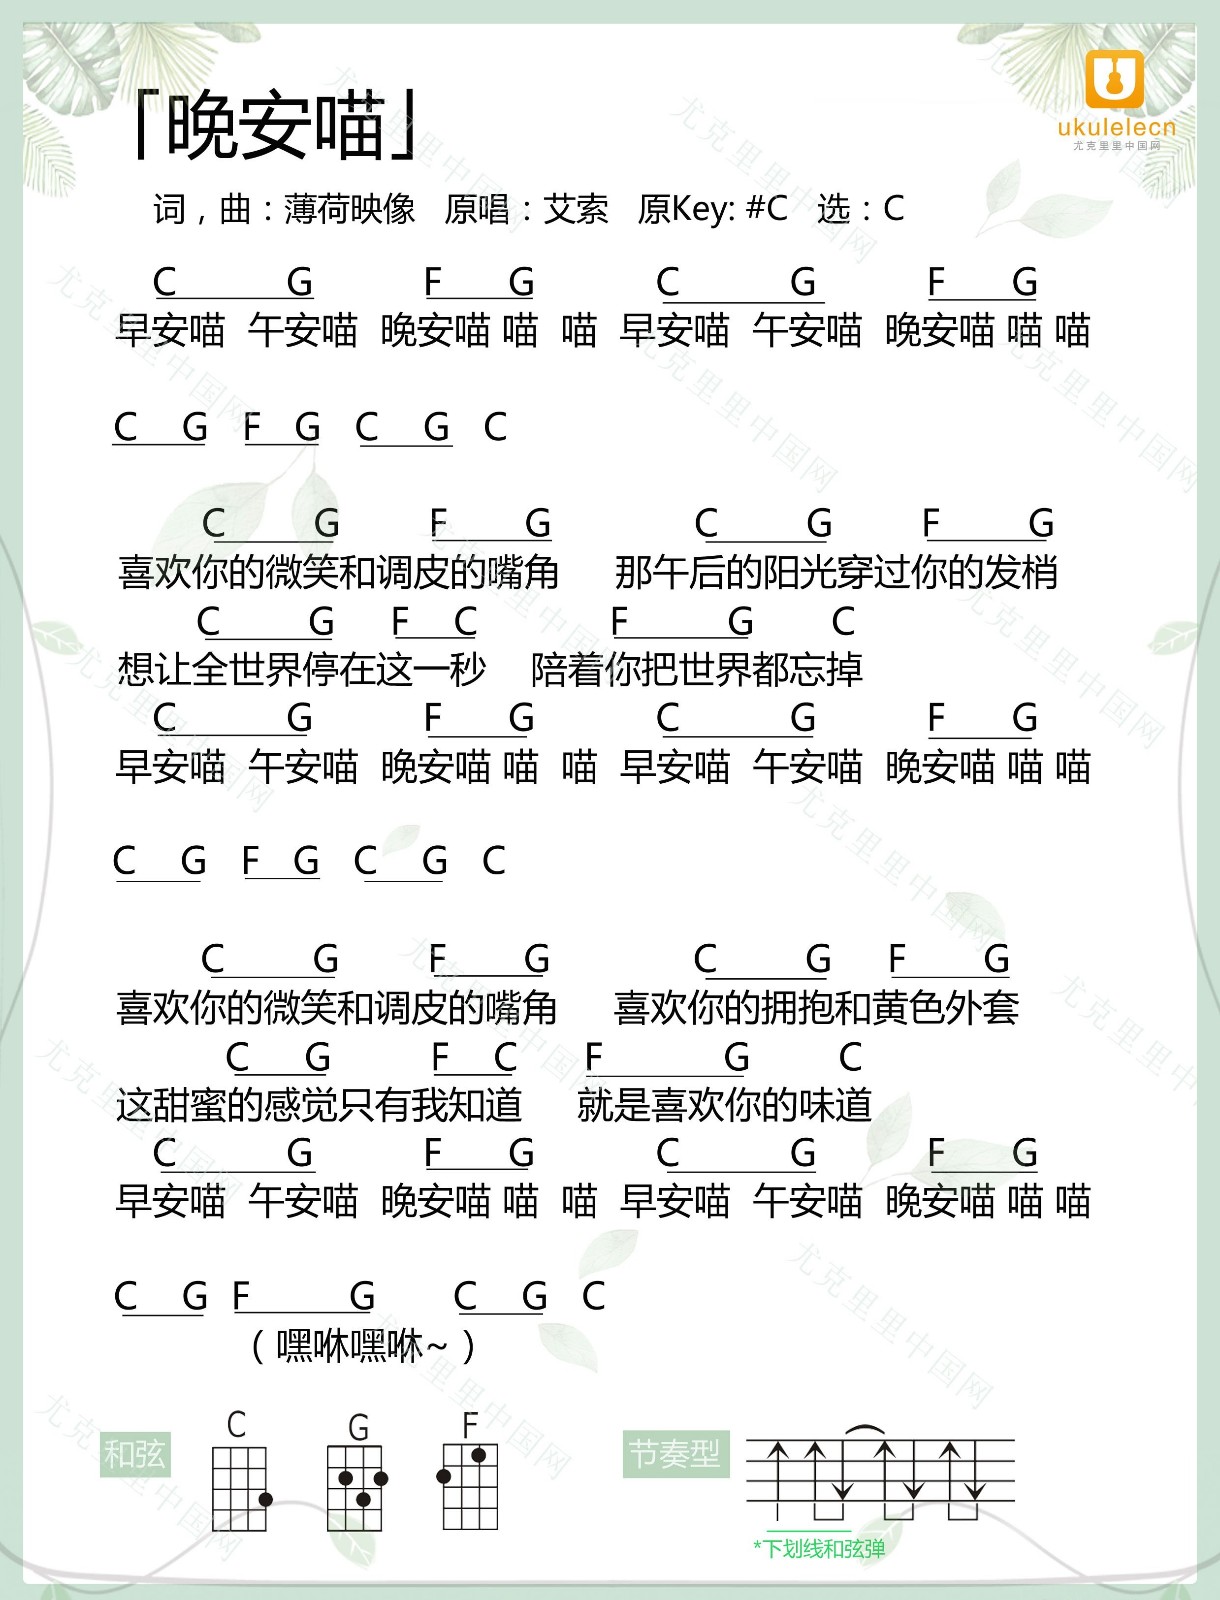 「晚安喵」
ukulelecn
尤克里里中国网
词，曲：薄荷映像 原唱：艾索 原Key: #C 选：C
C G F G C G F G
早安喵 午安喵 晚安喵 喵 喵 早安喵 午安喵 晚安喵 喵 喵
C G F G C G C
C G F G C G F G
喜欢你的微笑和调皮的嘴角 那午后的阳光穿过你的发梢
C G F C F G C
想让全世界停在这一秒 陪着你把世界都忘掉
C G F G C G F G
早安喵 午安喵 晚安喵 喵 喵 早安喵 午安喵 晚安喵 喵 喵
C G F G C G C
C G F G C G F G
喜欢你的微笑和调皮的嘴角 喜欢你的拥抱和黄色外套
C G F C F G C
这甜蜜的感觉只有我知道 就是喜欢你的味道
C G F G C G F G
早安喵 午安喵 晚安喵 喵 喵 早安喵 午安喵 晚安喵 喵 喵
C G F G C G C
（嘿咻嘿咻~）
和弦 C G F 节奏型
*下划线和弦弹